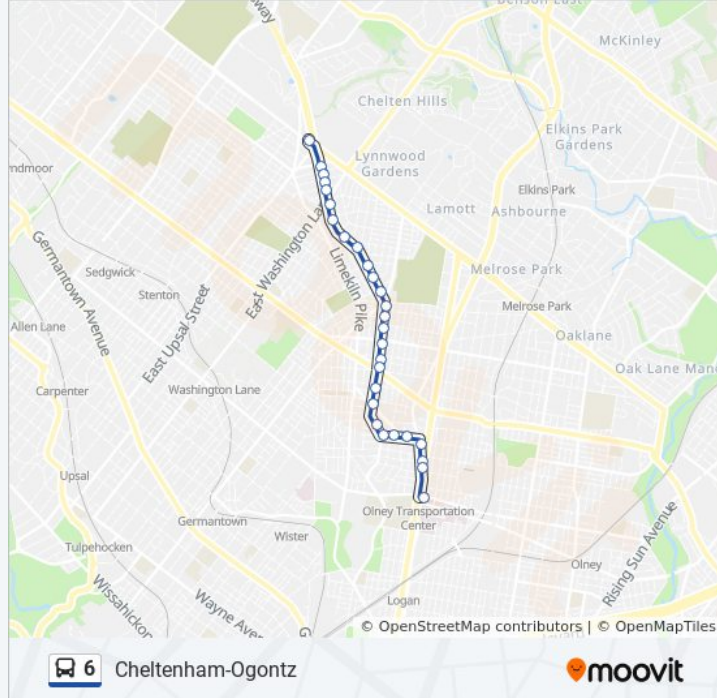 eway
Benson East
McKinley
Chelten Hills
Elkins Park
Gardens
Lynnwood
Gardens
ndmoor
Elkins Park
Lamott
Ashbourne
East Washington La
Germantown Avenue
Limekiln Pike
Melrose Park
Sedgwick
Stenton
East Upsal Street
Melrose Park
Allen Lane
Oaklane
Oak Lane Mano
Carpenter
Washington Lane
Upsal
Olney Transportation
Center
Germantown
Wister
Rising Sun Avenue
Tulpehocken
Olney
Wissahickon
Wayne Aven
Logan
G
© OpenStreetMap contributors | © OpenMapTiles
6 Cheltenham-Ogontz
moovit